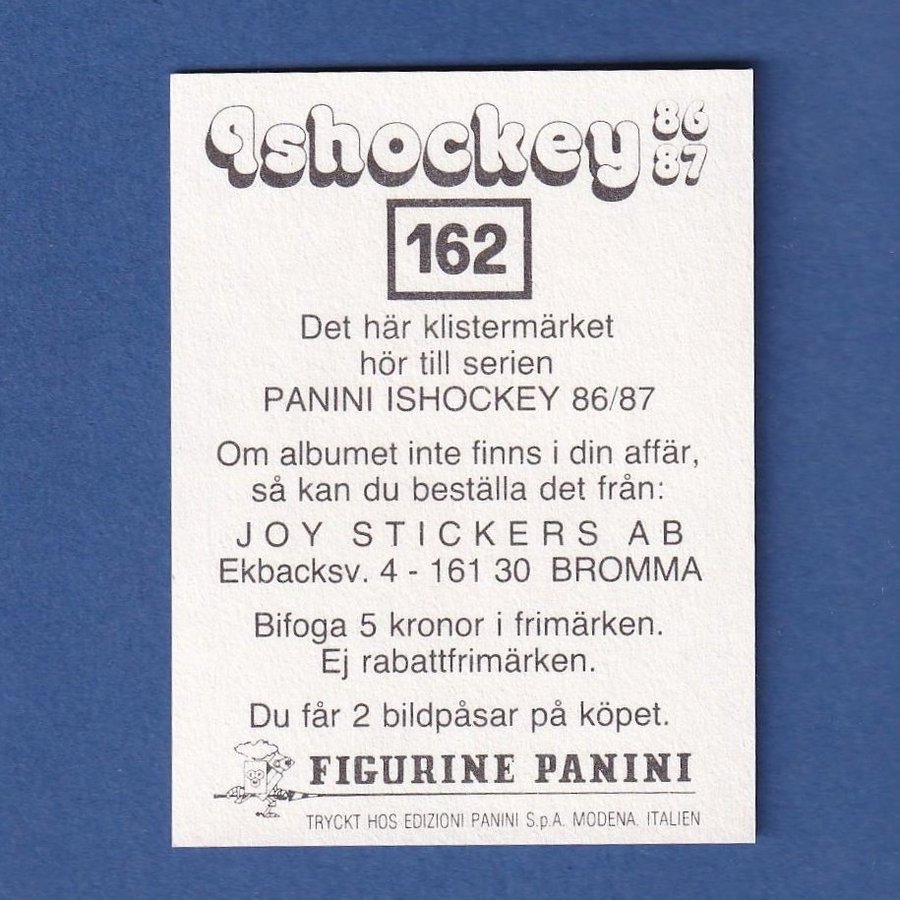 Ishockey 86 87
162
Det här klistermärket
hör till serien
PANINI ISHOCKEY 86/87
Om albumet inte finns i din affär,
så kan du beställa det från:
JOY STICKERS AB
Ekbacksv. 4 - 161 30 BROMMA
Bifoga 5 kronor i frimärken.
Ej rabattfrimärken.
Du får 2 bildpåsar på köpet.
FIGURINE PANINI
TRYCKT HOS EDIZIONI PANINI S.p.A. MODENA. ITALIEN